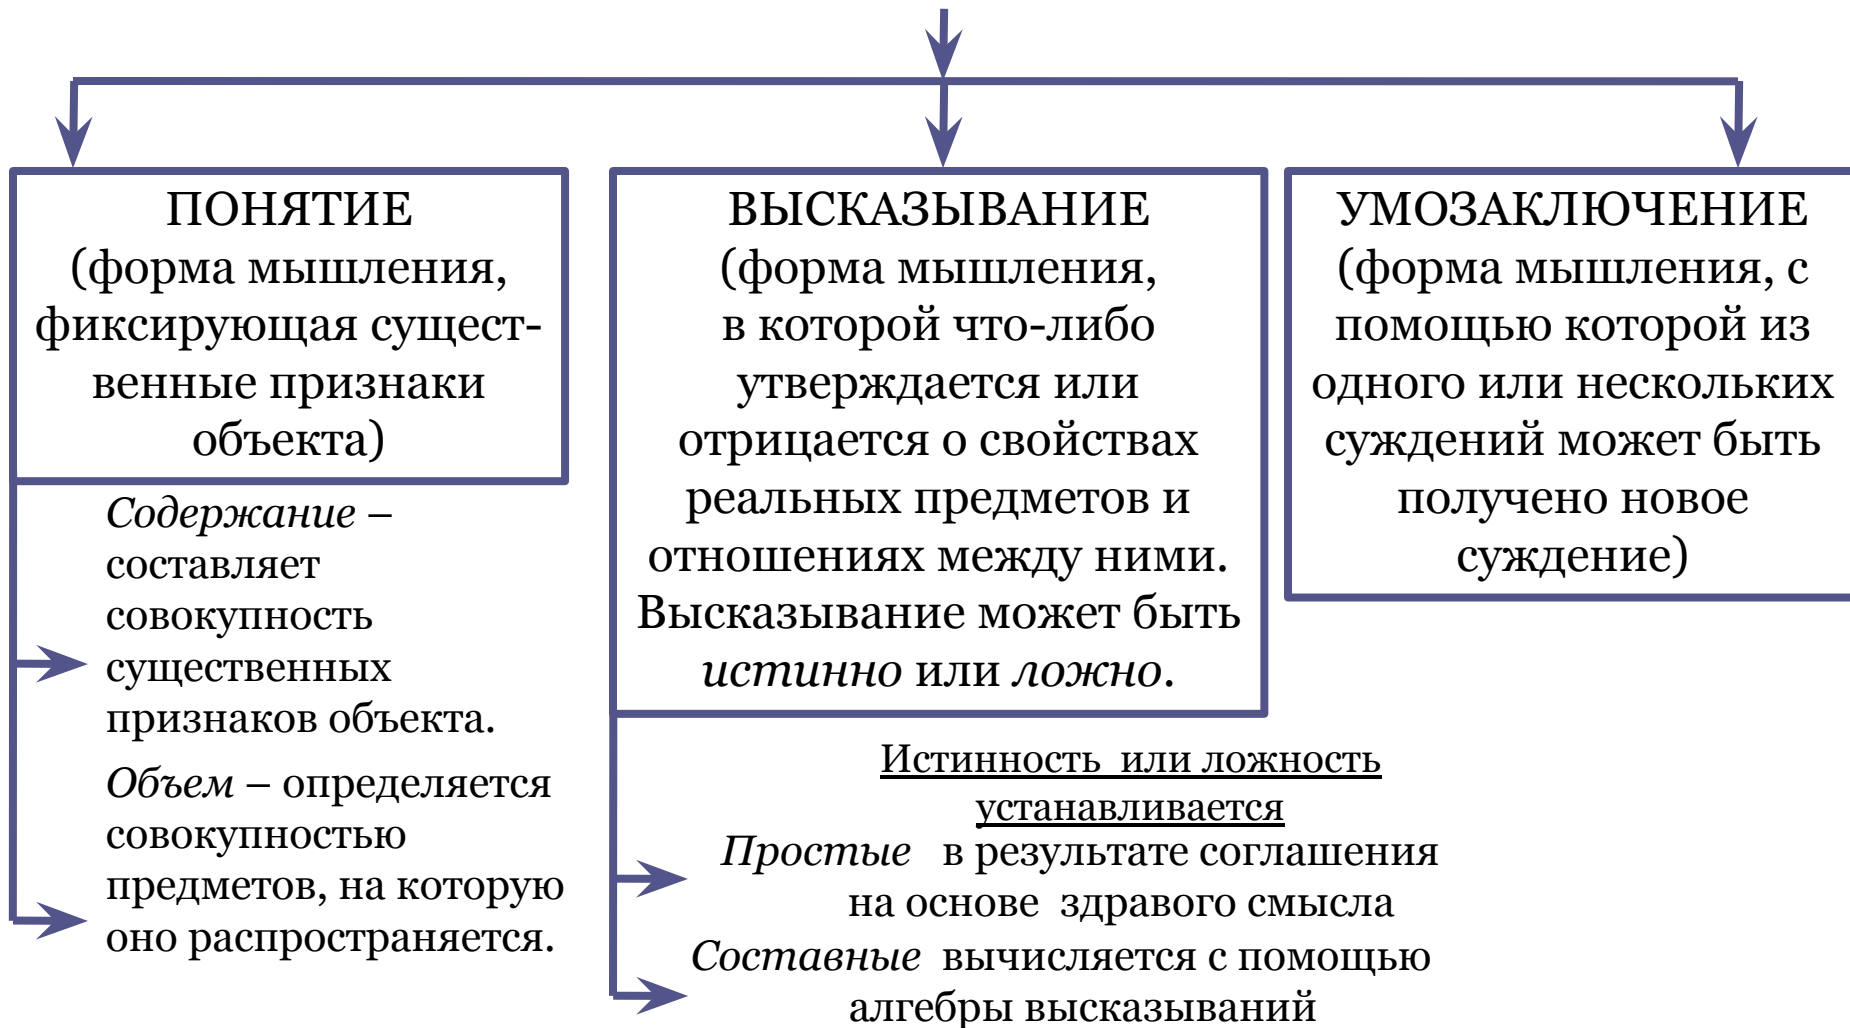 ПОНЯТИЕ
(форма мышления,
фиксирующая сущест-
венные признаки
объекта)
Содержание –
составляет
совокупность
существенных
признаков объекта.
Объем – определяется
совокупностью
предметов, на которую
оно распространяется.
ВЫСКАЗЫВАНИЕ
(форма мышления,
в которой что-либо
утверждается или
отрицается о свойствах
реальных предметов и
отношениях между ними.
Высказывание может быть
истинно или ложно.
Истинность или ложность
устанавливается
Простые в результате соглашения
на основе здравого смысла
Составные вычисляется с помощью
алгебры высказываний
УМОЗАКЛЮЧЕНИЕ
(форма мышления, с
помощью которой из
одного или нескольких
суждений может быть
получено новое
суждение)